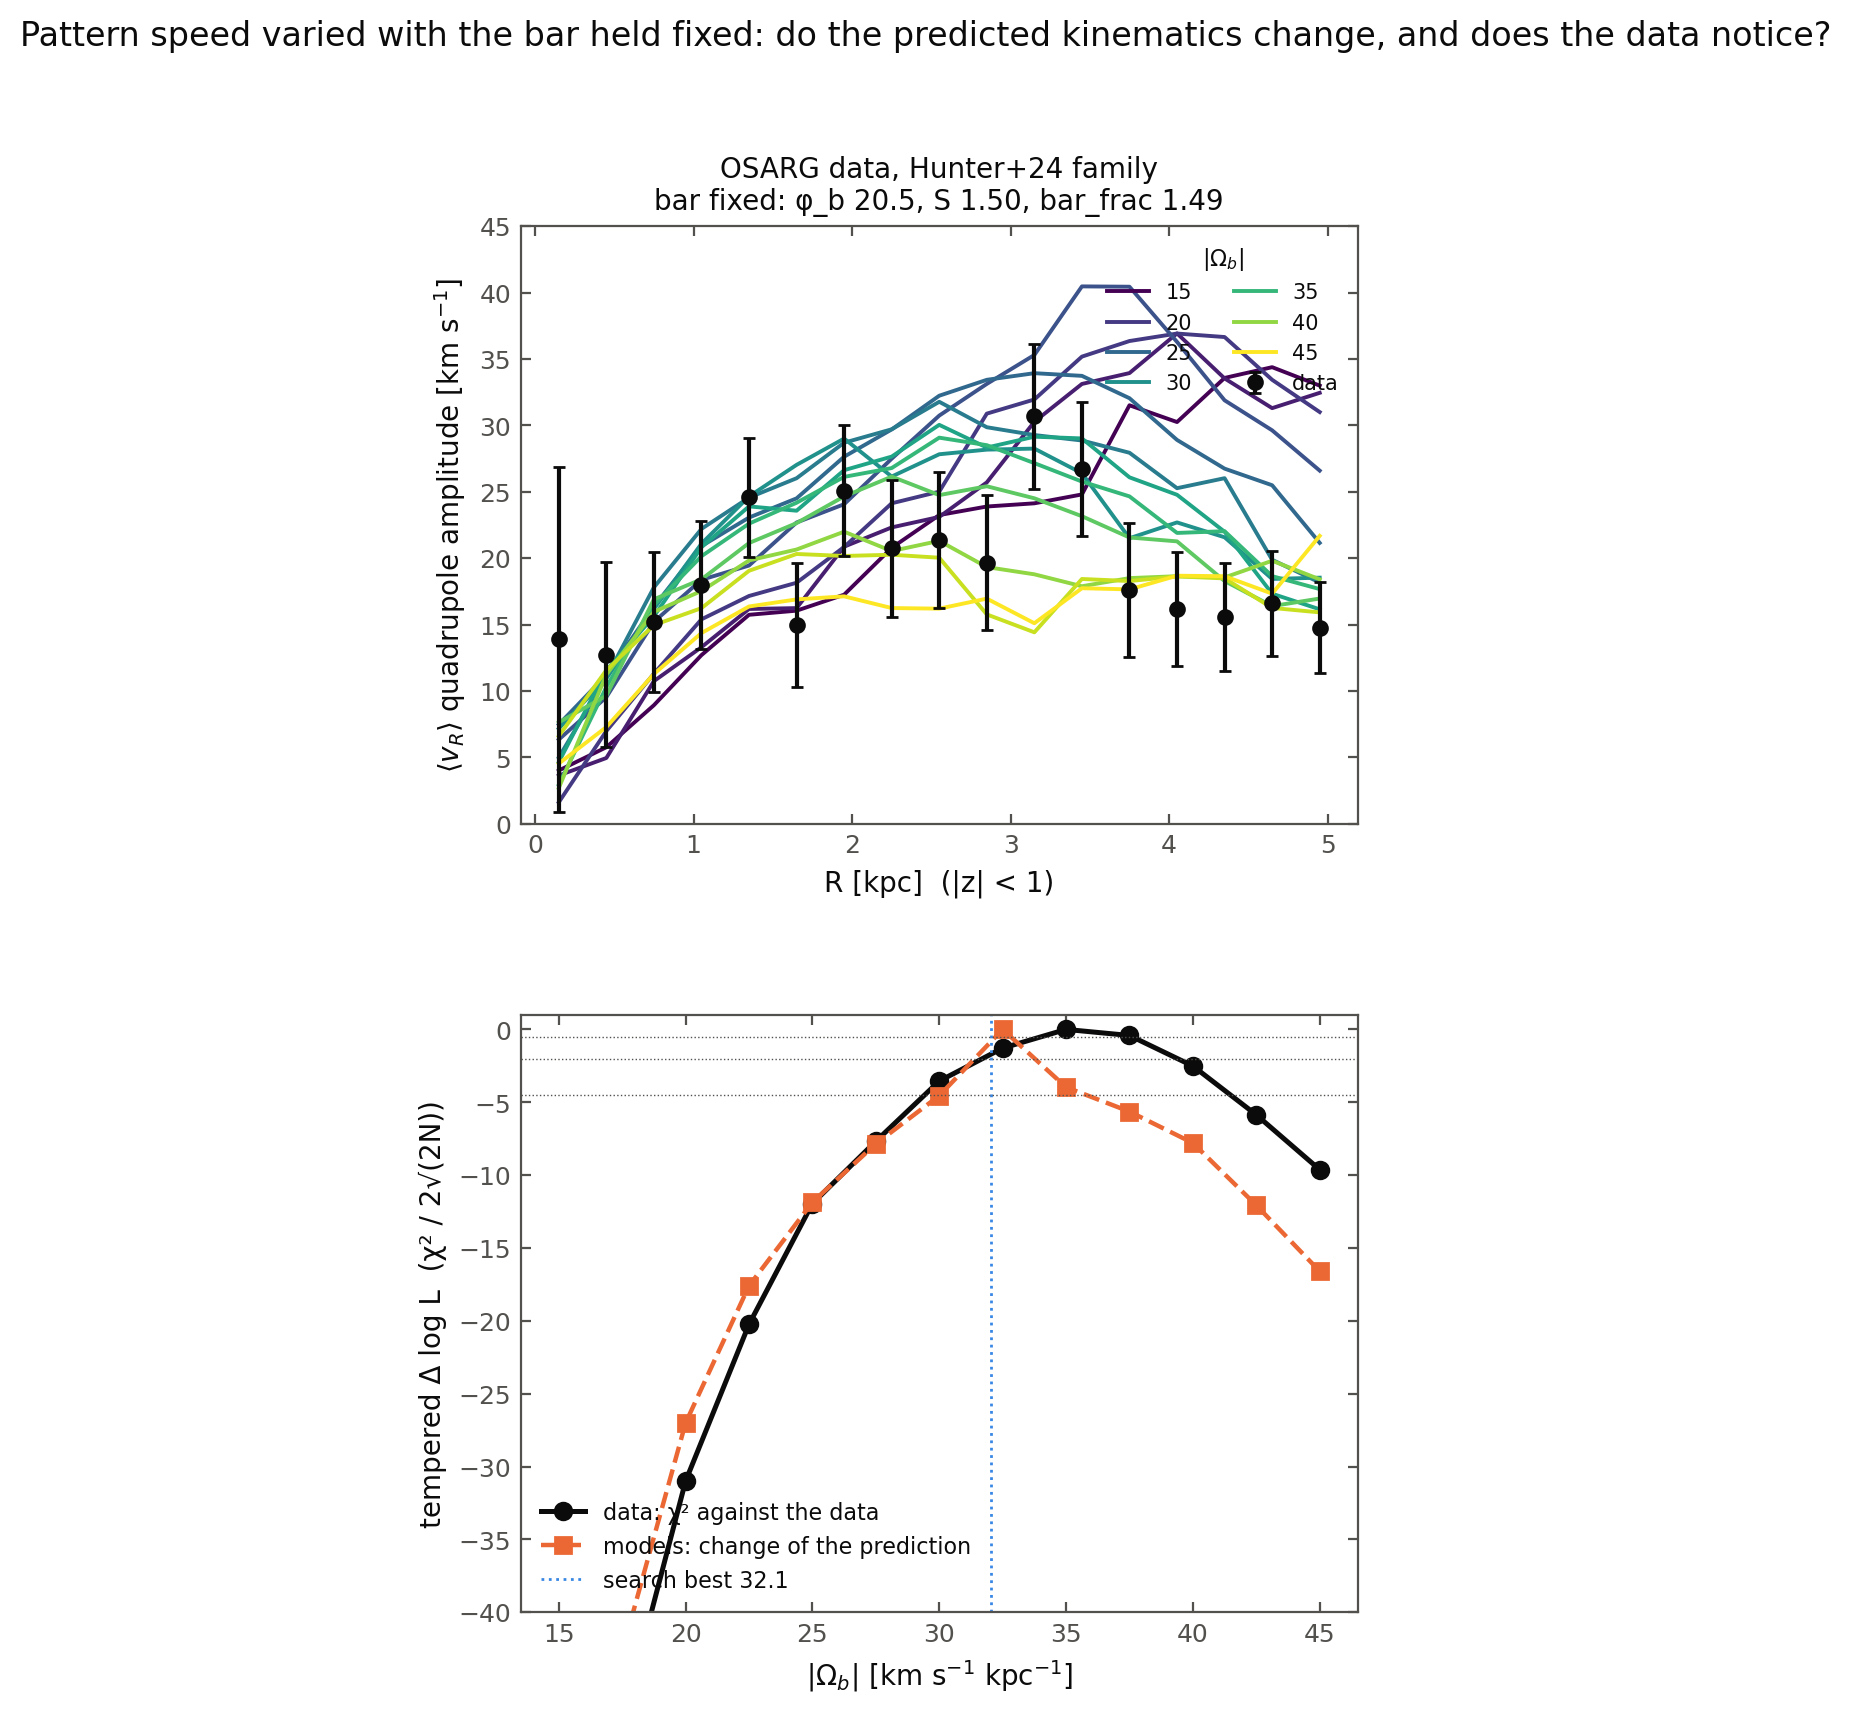 Pattern speed varied with the bar held fixed: do the predicted kinematics change, and does the data notice?
OSARG data, Hunter+24 family
bar fixed: φ_b 20.5, S 1.50, bar_frac 1.49
⟨v_R⟩ quadrupole amplitude [km s⁻¹]
45
40
35
30
25
20
15
10
5
0
|Ω_b|
15
20
25
30
35
40
45
data
0 1 2 3 4 5
R [kpc] (|z| < 1)
tempered Δ log L (χ² / 2√(2N))
0
−5
−10
−15
−20
−25
−30
−35
−40
data: χ² against the data
models: change of the prediction
search best 32.1
15 20 25 30 35 40 45
|Ω_b| [km s⁻¹ kpc⁻¹]